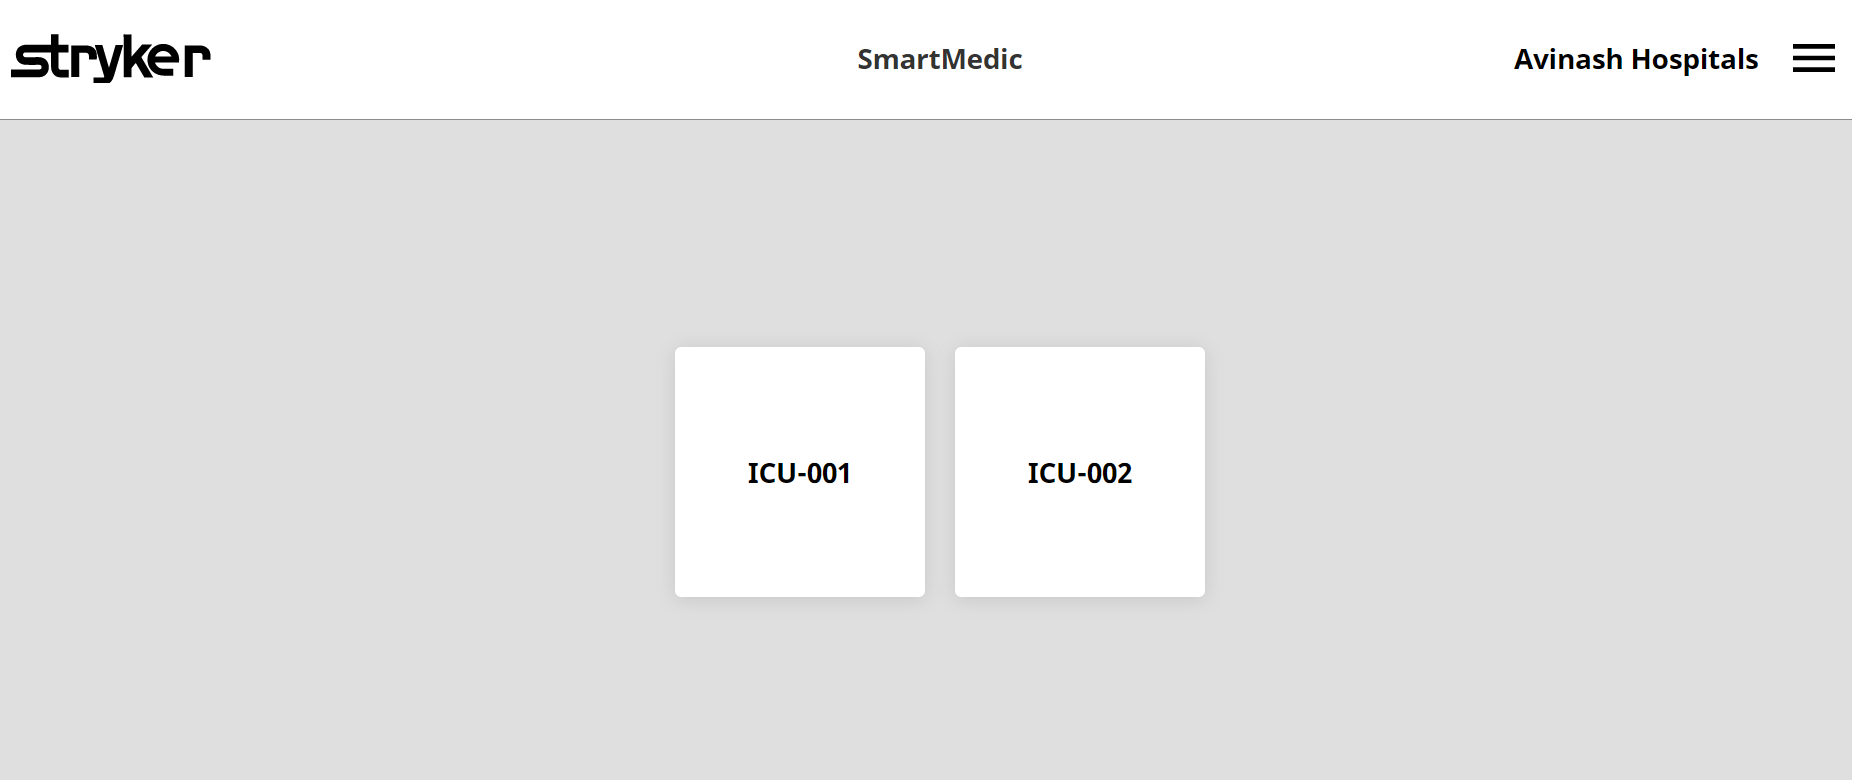 stryker
SmartMedic
Avinash Hospitals
ICU-001
ICU-002